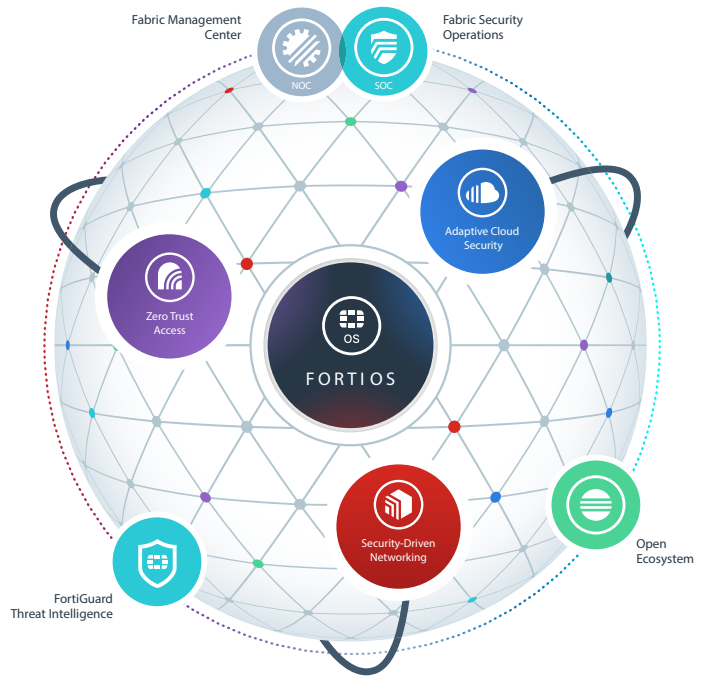 Fabric Management
Center
NOC
SOC
Fabric Security
Operations
Adaptive Cloud
Security
Zero Trust
Access
OS
FORTIOS
Security-Driven
Networking
Open
Ecosystem
FortiGuard
Threat Intelligence